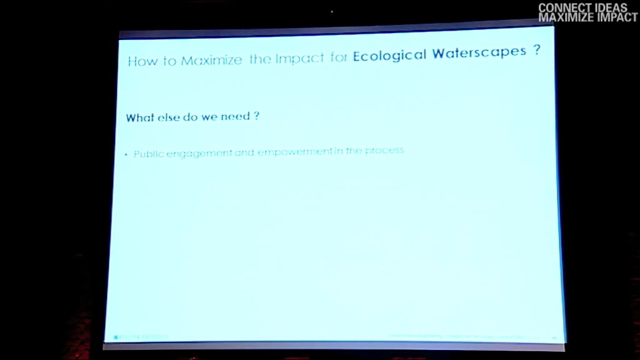 CONNECT IDEAS
MAXIMIZE IMPACT
How to Maximize the Impact for Ecological Waterscapes ?
What else do we need ?
• Public engagement and empowerment in the process